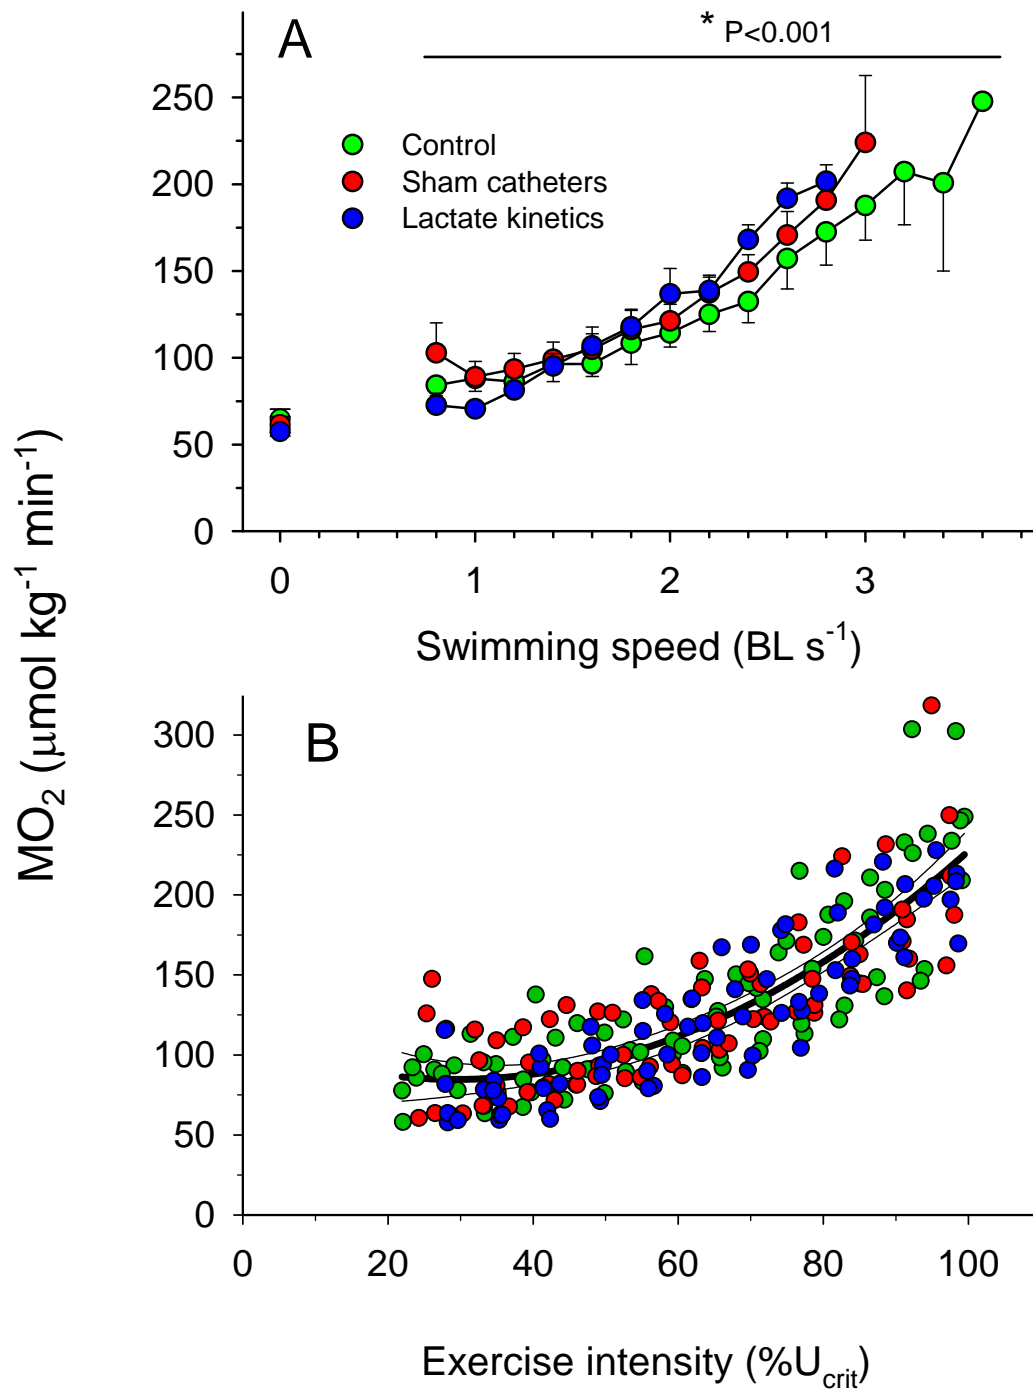 A
* P<0.001
250
200
150
100
50
0
Control
Sham catheters
Lactate kinetics
0 1 2 3
Swimming speed (BL s⁻¹)
MO₂ (μmol kg⁻¹ min⁻¹)
B
300
250
200
150
100
50
0
0 20 40 60 80 100
Exercise intensity (%U_crit)